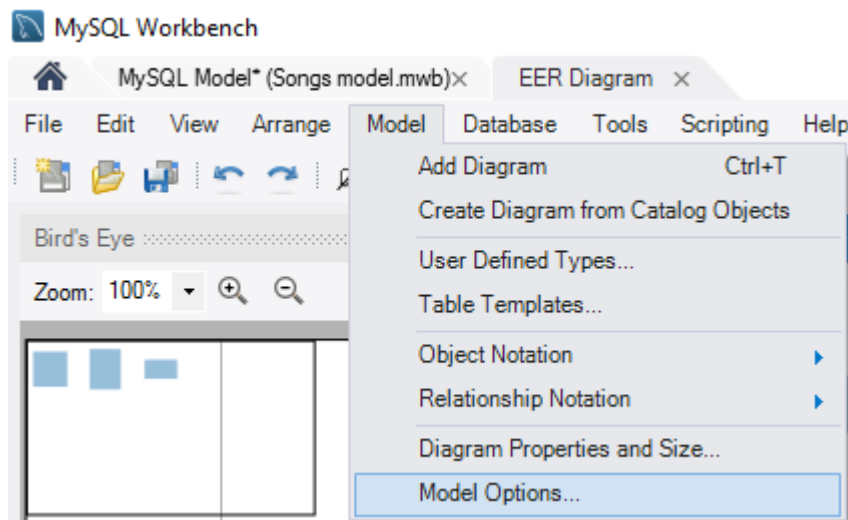 MySQL Workbench
MySQL Model* (Songs model.mwb)× EER Diagram ×
File Edit View Arrange Model Database Tools Scripting Help
Add Diagram Ctrl+T
Create Diagram from Catalog Objects
Bird's Eye
User Defined Types...
Zoom: 100%
Table Templates...
Object Notation
Relationship Notation
Diagram Properties and Size...
Model Options...